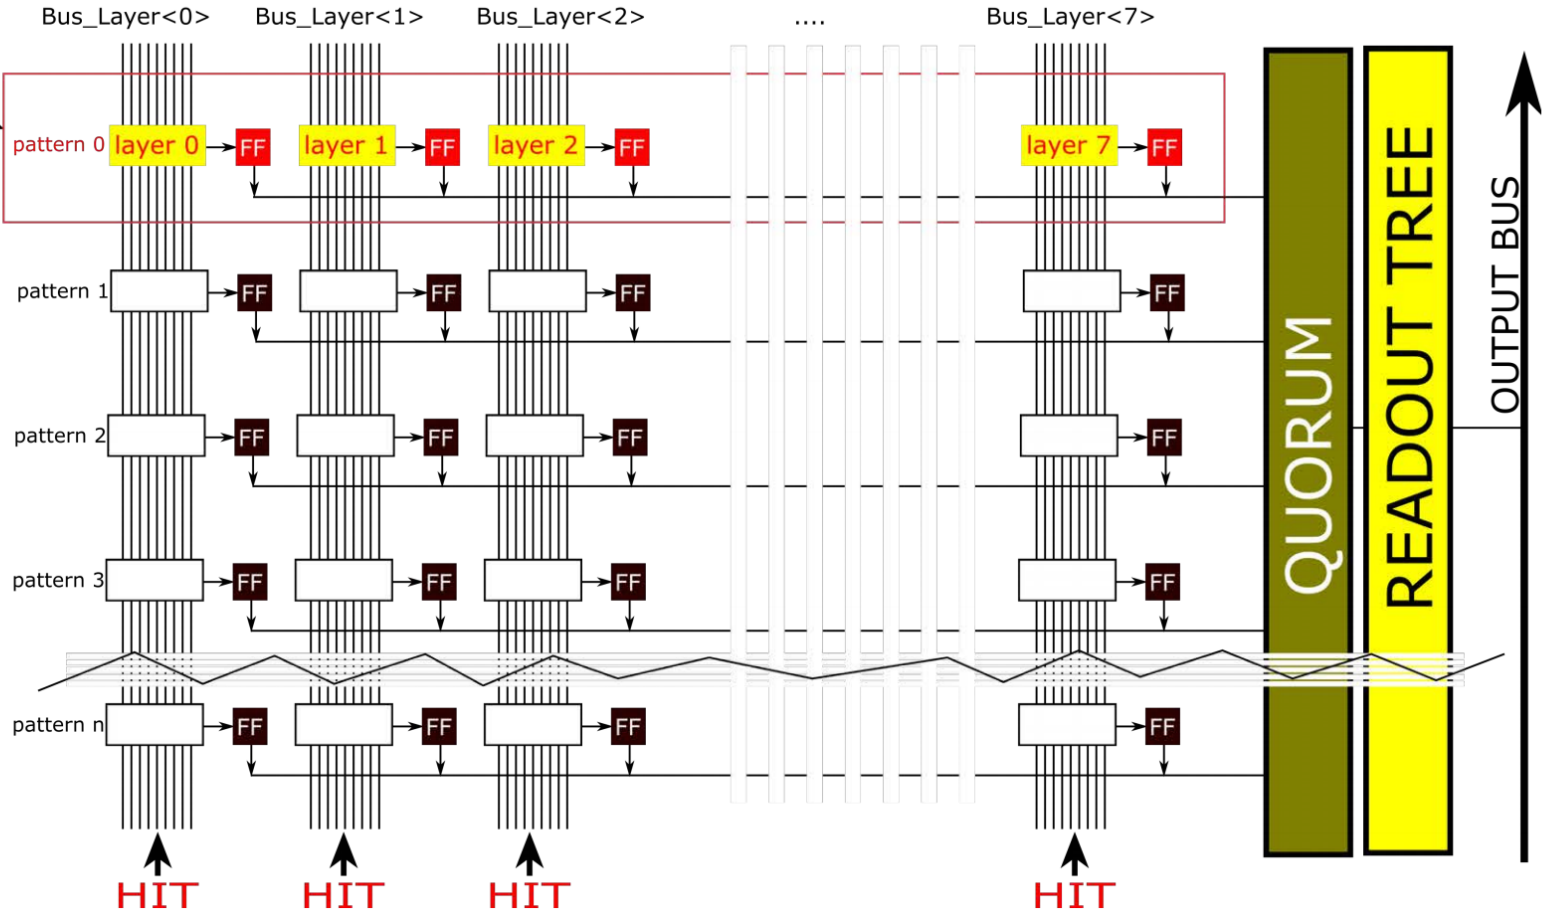 Bus_Layer<0> Bus_Layer<1> Bus_Layer<2> .... Bus_Layer<7>
pattern 0 layer 0 FF layer 1 FF layer 2 FF layer 7 FF
pattern 1 FF FF FF FF
pattern 2 FF FF FF FF
pattern 3 FF FF FF FF
pattern n FF FF FF FF
HIT HIT HIT HIT
QUORUM
READOUT TREE
OUTPUT BUS